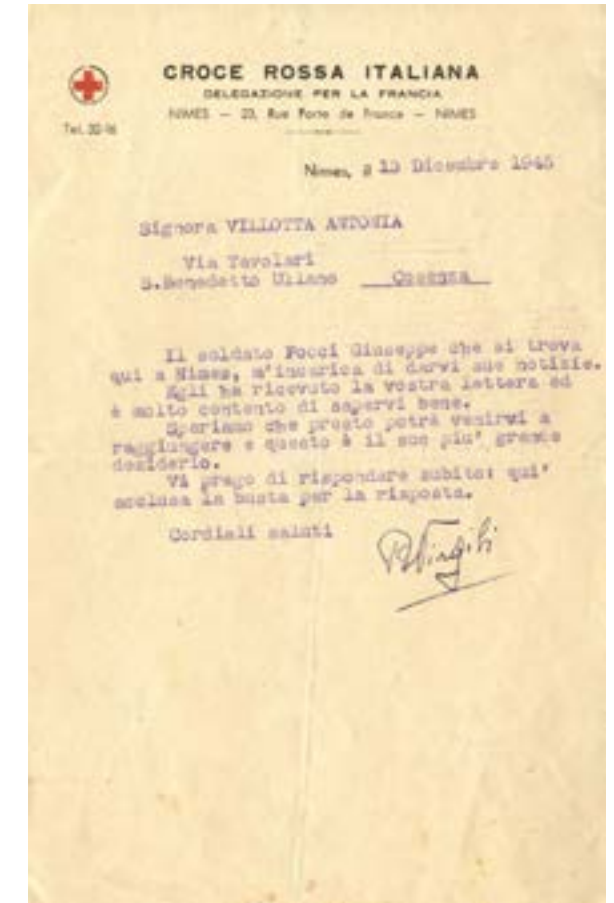 CROCE ROSSA ITALIANA
DELEGAZIONE PER LA FRANCIA
NIMES — 23, Rue Porte de France — NIMES
Tel. 20-16
Nimes, 13 Dicembre 1945
Signora VILLOTTA ANTONIA
Via Tavolari
S.Benedetto Ullano Cosenza
Il soldato Focci Giuseppe che si trova
qui a Nimes, m'incarica di darvi sue notizie.
Egli ha ricevuto la vostra lettera ed
è molto contento di sapervi bene.
Speriamo che presto potrà venirvi a
raggiungere e questo è il suo piu' grande
desiderio.
Vi prego di rispondere subito: qui'
acclusa la busta per la risposta.
Cordiali saluti